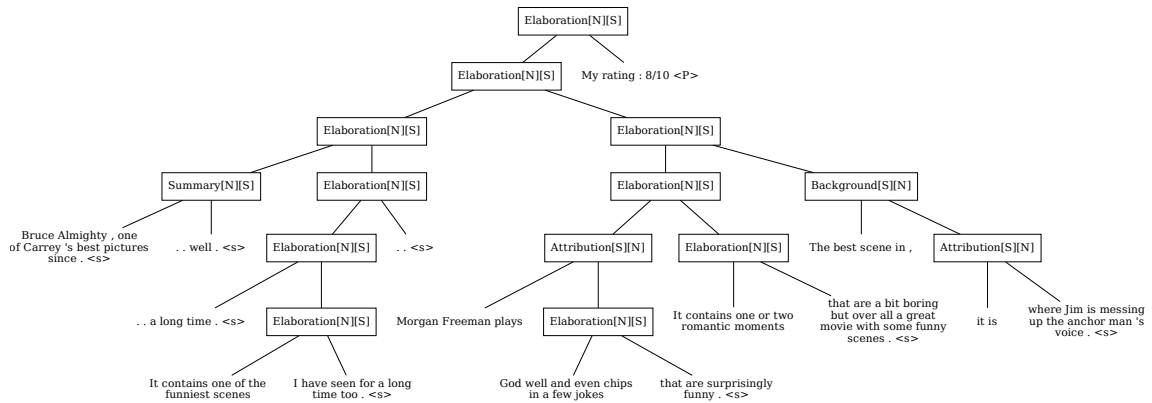 Elaboration[N][S]
Elaboration[N][S]
My rating : 8/10 <P>
Elaboration[N][S]
Elaboration[N][S]
Summary[N][S]
Elaboration[N][S]
Elaboration[N][S]
Background[S][N]
Bruce Almighty , one
of Carrey 's best pictures
since . <s>
. . well . <s>
Elaboration[N][S]
. . <s>
Attribution[S][N]
Elaboration[N][S]
The best scene in ,
Attribution[S][N]
. . a long time . <s>
Elaboration[N][S]
Morgan Freeman plays
Elaboration[N][S]
It contains one or two
romantic moments
that are a bit boring
but over all a great
movie with some funny
scenes . <s>
it is
where Jim is messing
up the anchor man 's
voice . <s>
It contains one of the
funniest scenes
I have seen for a long
time too . <s>
God well and even chips
in a few jokes
that are surprisingly
funny . <s>